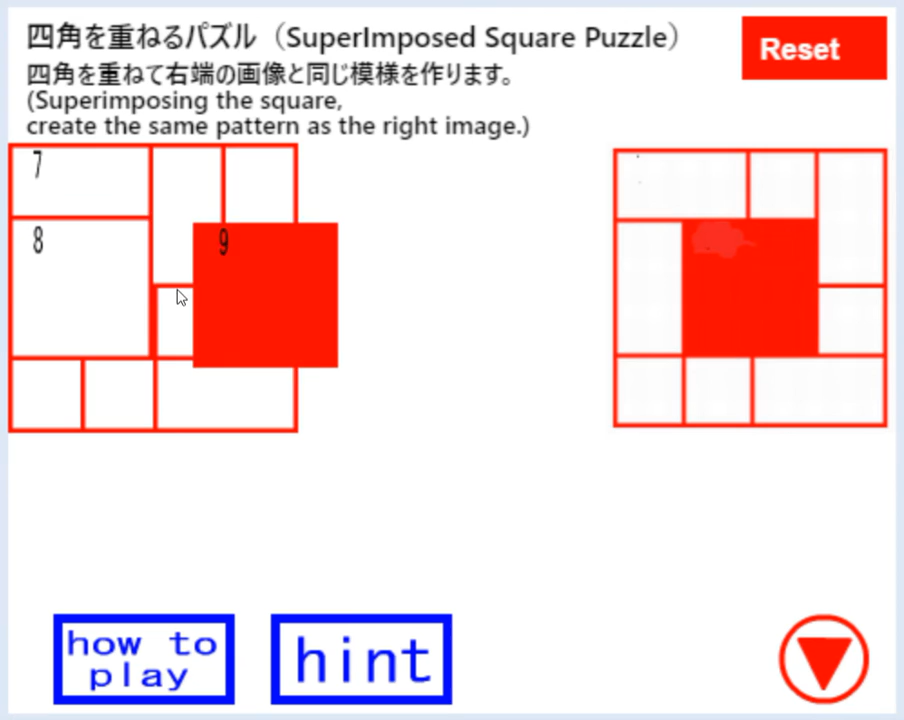 四角を重ねるパズル（SuperImposed Square Puzzle）
四角を重ねて右端の画像と同じ模様を作ります。
(Superimposing the square,
create the same pattern as the right image.)
Reset
7
8
9
how to
play
hint